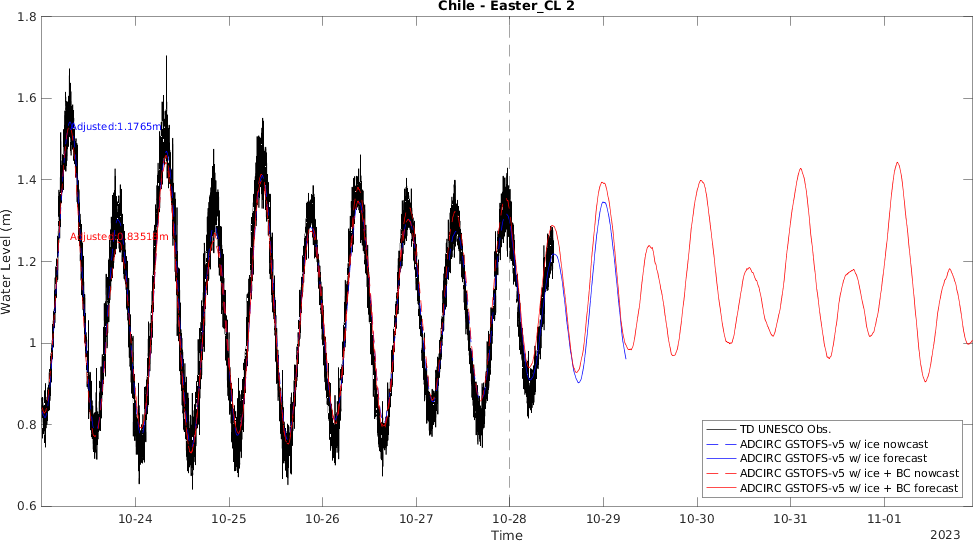 Chile - Easter_CL 2
1.8
1.6
1.4
1.2
1
0.8
0.6
Water Level (m)
Adjusted:1.1765m
10-24
10-25
10-26
10-27
10-28
10-29
10-30
10-31
11-01
Time
2023
TD UNESCO Obs.
ADCIRC GSTOFS-v5 w/ ice nowcast
ADCIRC GSTOFS-v5 w/ ice forecast
ADCIRC GSTOFS-v5 w/ ice + BC nowcast
ADCIRC GSTOFS-v5 w/ ice + BC forecast